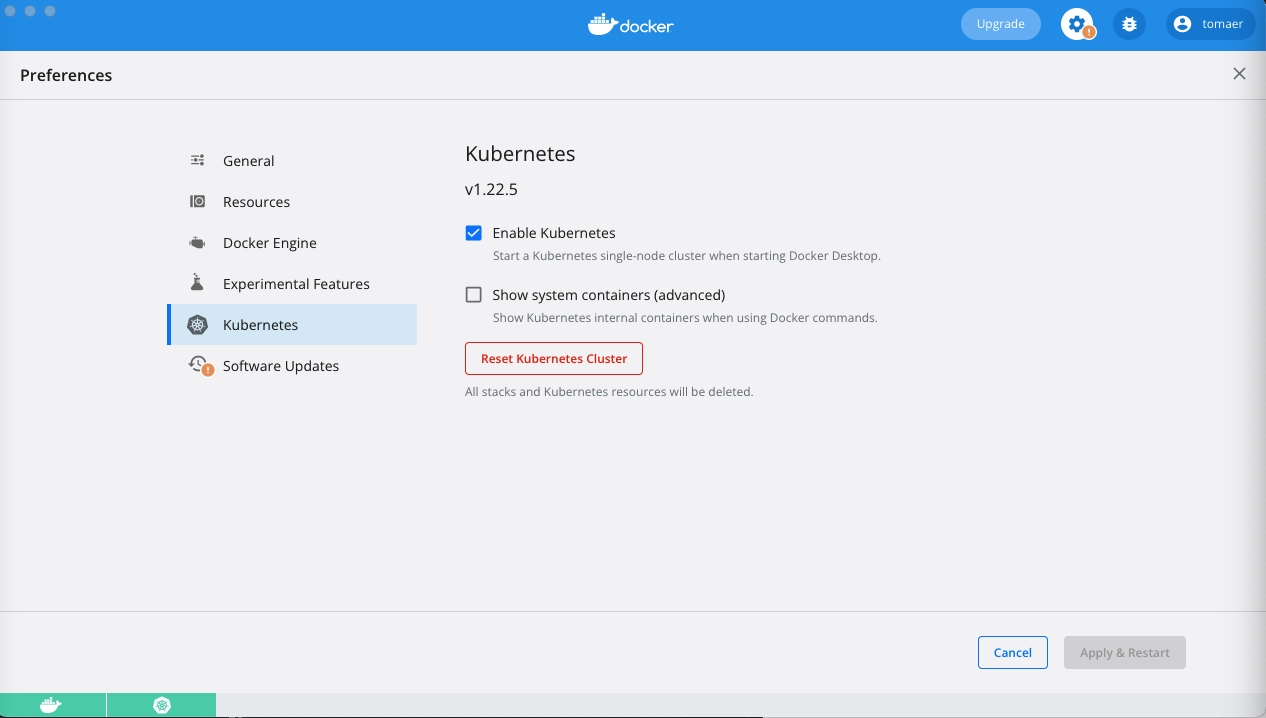 docker
Upgrade
tomaer
Preferences
General
Resources
Docker Engine
Experimental Features
Kubernetes
Software Updates
Kubernetes
v1.22.5
Enable Kubernetes
Start a Kubernetes single-node cluster when starting Docker Desktop.
Show system containers (advanced)
Show Kubernetes internal containers when using Docker commands.
Reset Kubernetes Cluster
All stacks and Kubernetes resources will be deleted.
Cancel
Apply & Restart